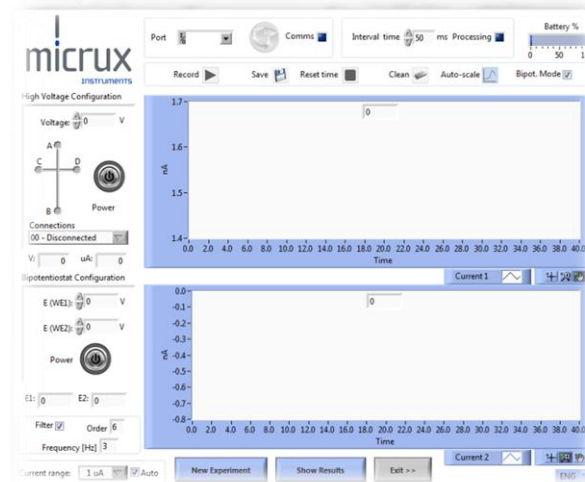 micrux
INSTRUMENTS
Port
Comms
Interval time 50 ms Processing
Battery %
0 50
Record Save Reset time Clean Auto-scale Bipot. Mode
High Voltage Configuration
Voltage: 0 V
A
C D
B Power
Connections
00 - Disconnected
V: 0 uA: 0
1.7
1.6
1.5
1.4
nA
0
0.0 2.0 4.0 6.0 8.0 10.0 12.0 14.0 16.0 18.0 20.0 22.0 24.0 26.0 28.0 30.0 32.0 34.0 36.0 38.0 40.0
Time
Current 1
Bipotentiostat Configuration
E (WE1): 0 V
E (WE2): 0 V
Power
E1: 0 E2: 0
Filter Order 6
Frequency [Hz] 3
Current range: 1 uA Auto
0.0
-0.1
-0.2
-0.3
-0.4
-0.5
-0.6
-0.7
-0.8
nA
0
0.0 2.0 4.0 6.0 8.0 10.0 12.0 14.0 16.0 18.0 20.0 22.0 24.0 26.0 28.0 30.0 32.0 34.0 36.0 38.0 40.0
Time
Current 2
New Experiment Show Results Exit >>
ENG